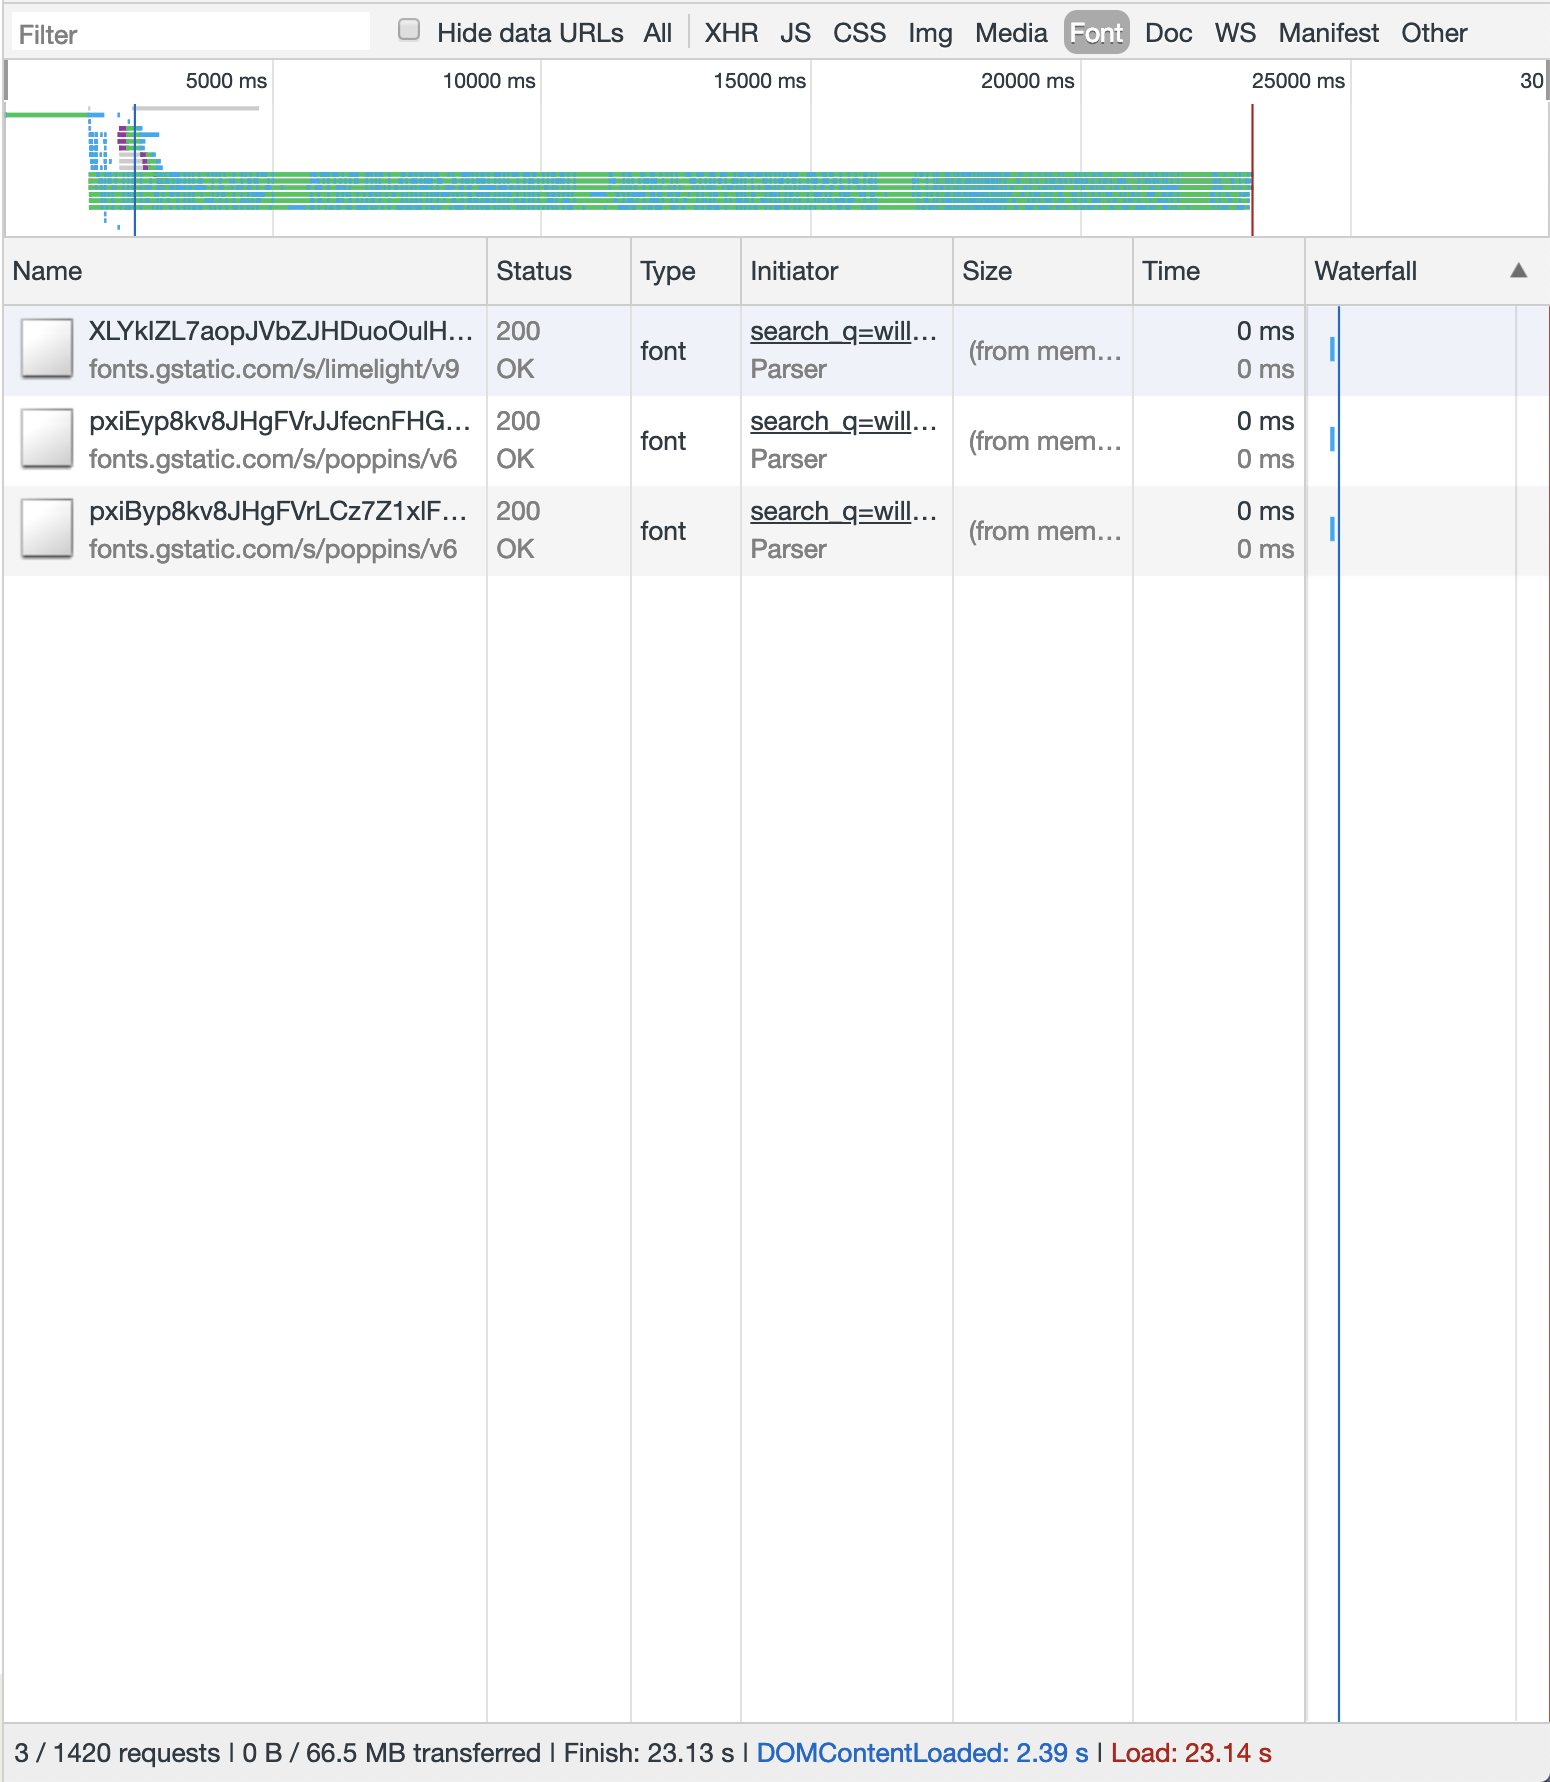 Filter Hide data URLs All XHR JS CSS Img Media Font Doc WS Manifest Other
5000 ms 10000 ms 15000 ms 20000 ms 25000 ms 30
Name Status Type Initiator Size Time Waterfall ▲
XLYkIZL7aopJVbZJHDuoOulH... 200 font search_q=will... (from mem... 0 ms
fonts.gstatic.com/s/limelight/v9 OK Parser 0 ms
pxiEyp8kv8JHgFVrJJfecnFHG... 200 font search_q=will... (from mem... 0 ms
fonts.gstatic.com/s/poppins/v6 OK Parser 0 ms
pxiByp8kv8JHgFVrLCz7Z1xlF... 200 font search_q=will... (from mem... 0 ms
fonts.gstatic.com/s/poppins/v6 OK Parser 0 ms
3 / 1420 requests | 0 B / 66.5 MB transferred | Finish: 23.13 s | DOMContentLoaded: 2.39 s | Load: 23.14 s